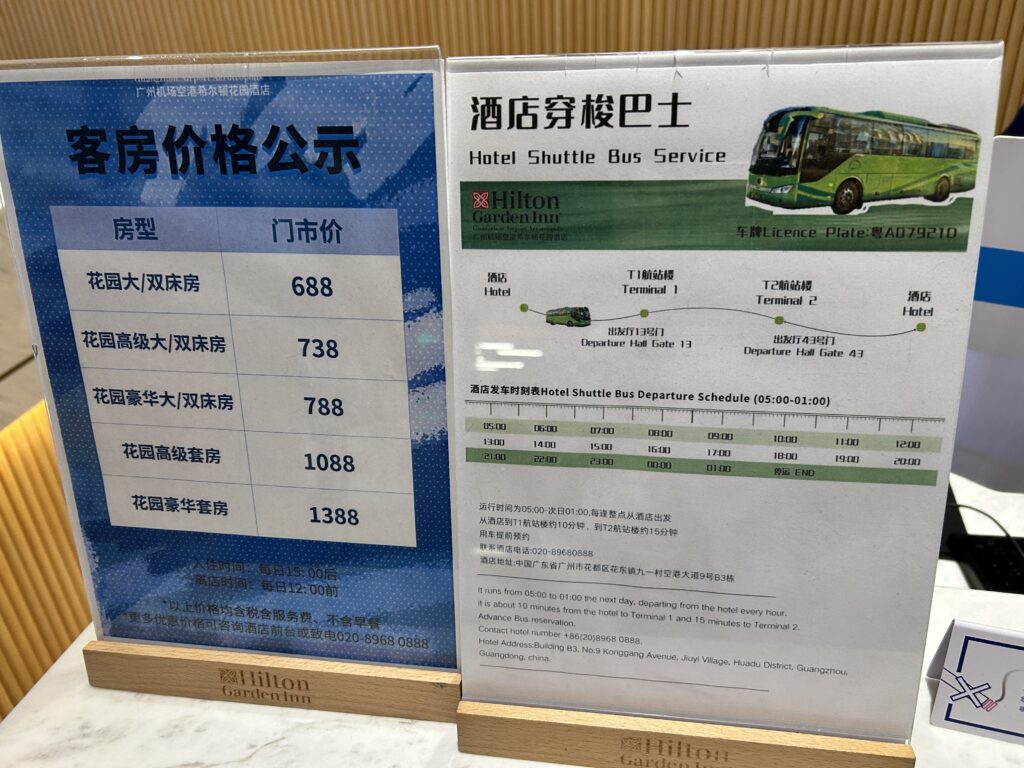 广州机场空港希尔顿花园酒店
客房价格公示
房型 门市价
花园大/双床房 688
花园高级大/双床房 738
花园豪华大/双床房 788
花园高级套房 1088
花园豪华套房 1388
入住时间：每日15:00后
离店时间：每日12:00前
*以上价格均含税含服务费、不含早餐
更多优惠价格可咨询酒店前台或致电020-8968 0888
Hilton
Garden Inn
酒店穿梭巴士
Hotel Shuttle Bus Service
Hilton
Garden Inn
广州机场空港希尔顿花园酒店
车牌Licence Plate:粤A07921D
酒店
Hotel
T1航站楼
Terminal 1
出发厅13号门
Departure Hall Gate 13
T2航站楼
Terminal 2
出发厅43号门
Departure Hall Gate 43
酒店
Hotel
酒店发车时刻表Hotel Shuttle Bus Departure Schedule (05:00-01:00)
05:00 06:00 07:00 08:00 09:00 10:00 11:00 12:00
13:00 14:00 15:00 16:00 17:00 18:00 19:00 20:00
21:00 22:00 23:00 00:00 01:00 停运 END
运行时间为05:00-次日01:00,每逢整点从酒店出发
从酒店到T1航站楼约10分钟，到T2航站楼约15分钟
用车提前预约
联系酒店电话:020-89680888
酒店地址:中国广东省广州市花都区花东镇九一村空港大道9号B3栋
It runs from 05:00 to 01:00 the next day, departing from the hotel every hour,
it is about 10 minutes from the hotel to Terminal 1 and 15 minutes to Terminal 2.
Advance Bus reservation.
Contact hotel number +86(20)8968 0888,
Hotel Address:Building B3, No.9 Konggang Avenue, Jiuyi Village, Huadu District, Guangzhou,
Guangdong, china.
Hilton
Garden Inn